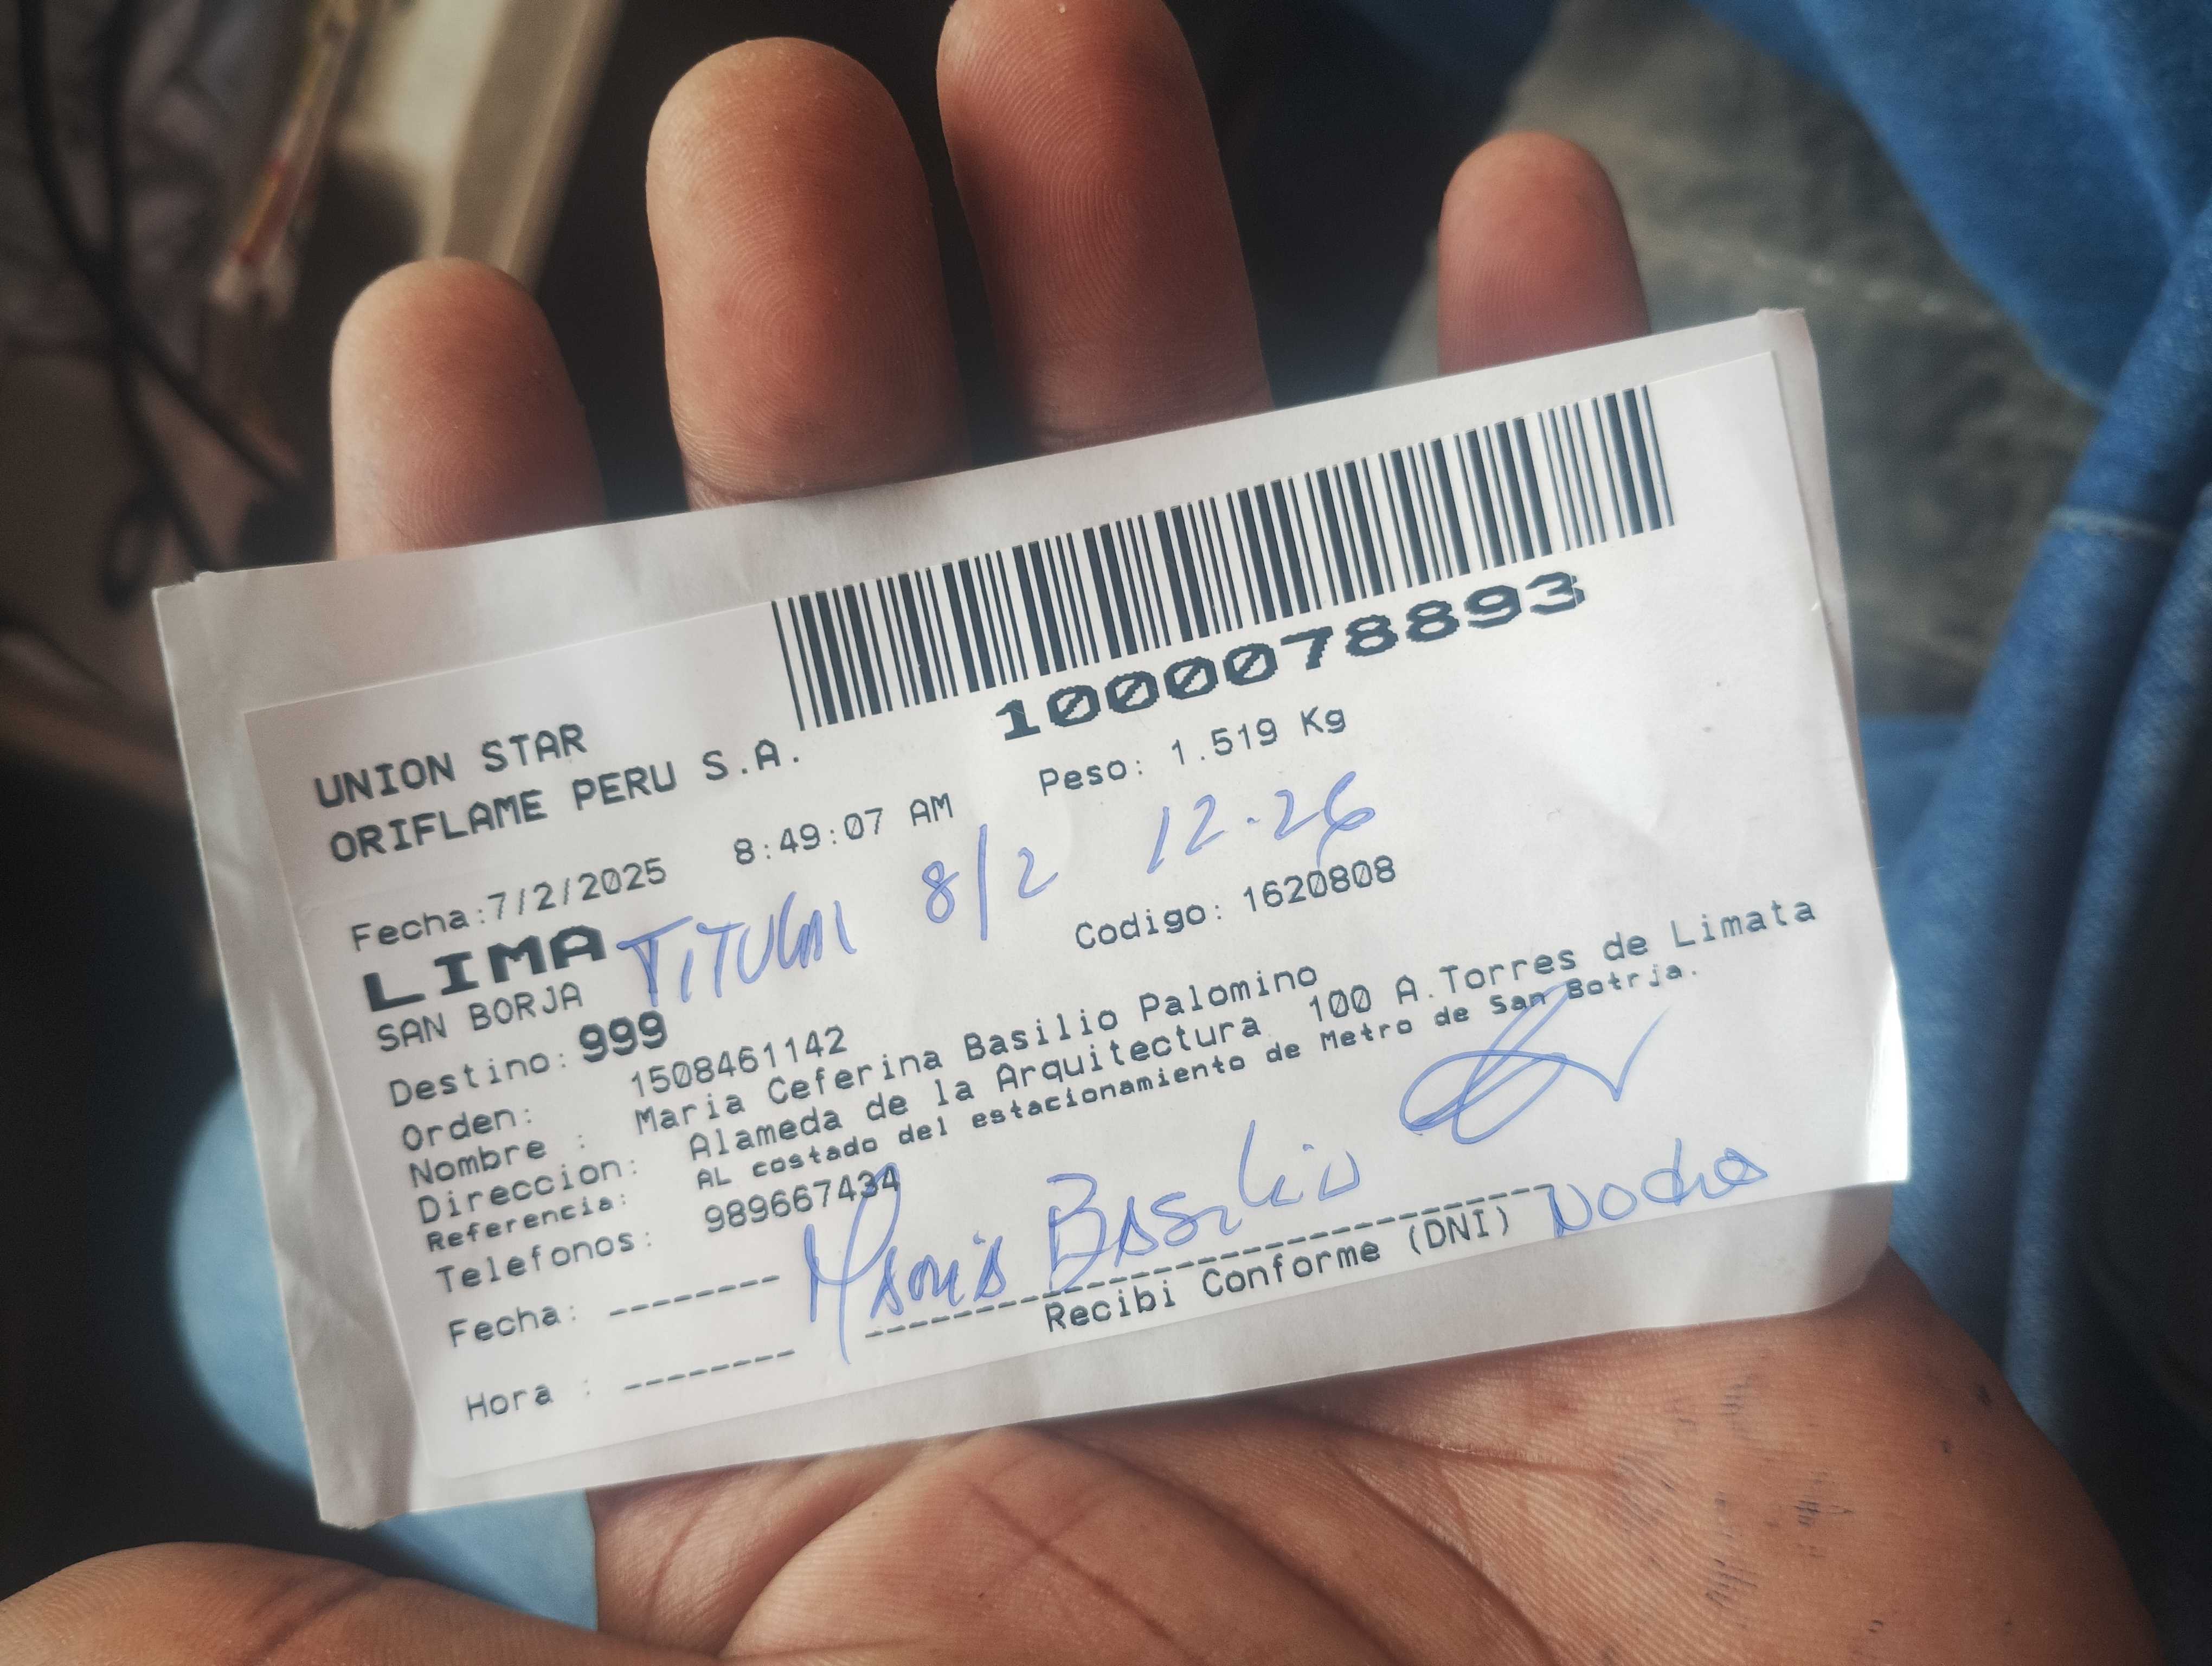 1000078893
UNION STAR
ORIFLAME PERU S.A.
Peso: 1.519 Kg
Fecha:7/2/2025 8:49:07 AM
LIMA TITULAR 8/2 12.26
SAN BORJA Codigo: 1620808
Destino: 999
Orden: 1508461142
Nombre : Maria Ceferina Basilio Palomino
Direccion: Alameda de la Arquitectura 100 A.Torres de Limata
Referencia: AL costado del estacionamiento de Metro de San Botrja.
Telefonos: 989667434
Maria Basilio
Fecha: --------
Recibi Conforme (DNI)
Hora : --------